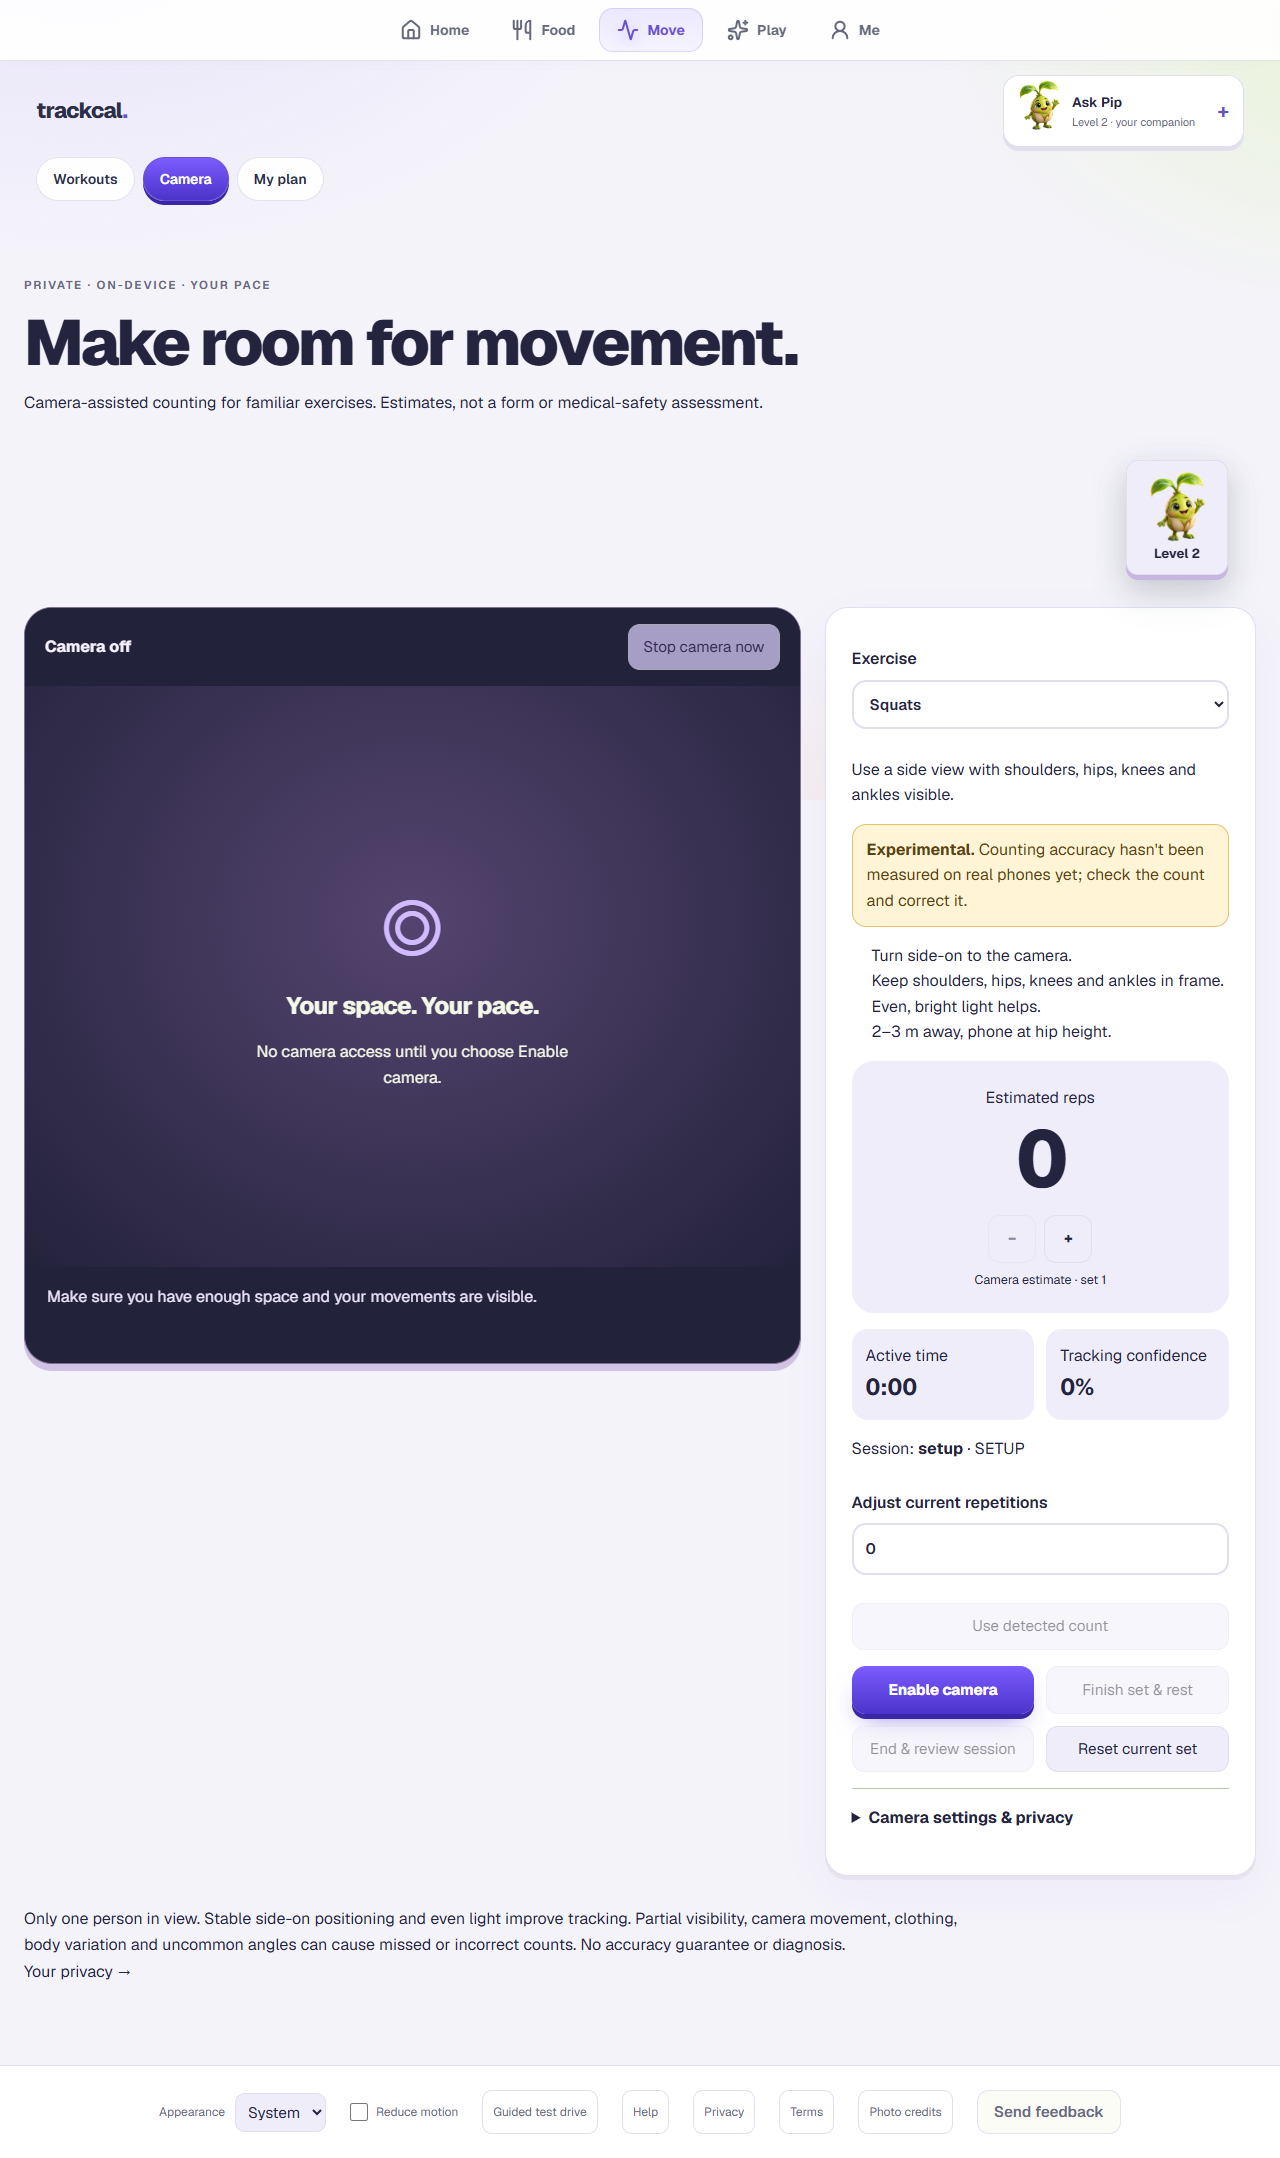 Home
Food
Move
Play
Me
trackcal.
Ask Pip
Level 2 · your companion
+
Workouts
Camera
My plan
PRIVATE · ON-DEVICE · YOUR PACE
Make room for movement.
Camera-assisted counting for familiar exercises. Estimates, not a form or medical-safety assessment.
Level 2
Camera off
Stop camera now
Your space. Your pace.
No camera access until you choose Enable
camera.
Make sure you have enough space and your movements are visible.
Exercise
Squats
Use a side view with shoulders, hips, knees and
ankles visible.
Experimental. Counting accuracy hasn't been
measured on real phones yet; check the count
and correct it.
Turn side-on to the camera.
Keep shoulders, hips, knees and ankles in frame.
Even, bright light helps.
2–3 m away, phone at hip height.
Estimated reps
0
− +
Camera estimate · set 1
Active time
0:00
Tracking confidence
0%
Session: setup · SETUP
Adjust current repetitions
0
Use detected count
Enable camera
Finish set & rest
End & review session
Reset current set
Camera settings & privacy
Only one person in view. Stable side-on positioning and even light improve tracking. Partial visibility, camera movement, clothing,
body variation and uncommon angles can cause missed or incorrect counts. No accuracy guarantee or diagnosis.
Your privacy →
Appearance
System
Reduce motion
Guided test drive
Help
Privacy
Terms
Photo credits
Send feedback